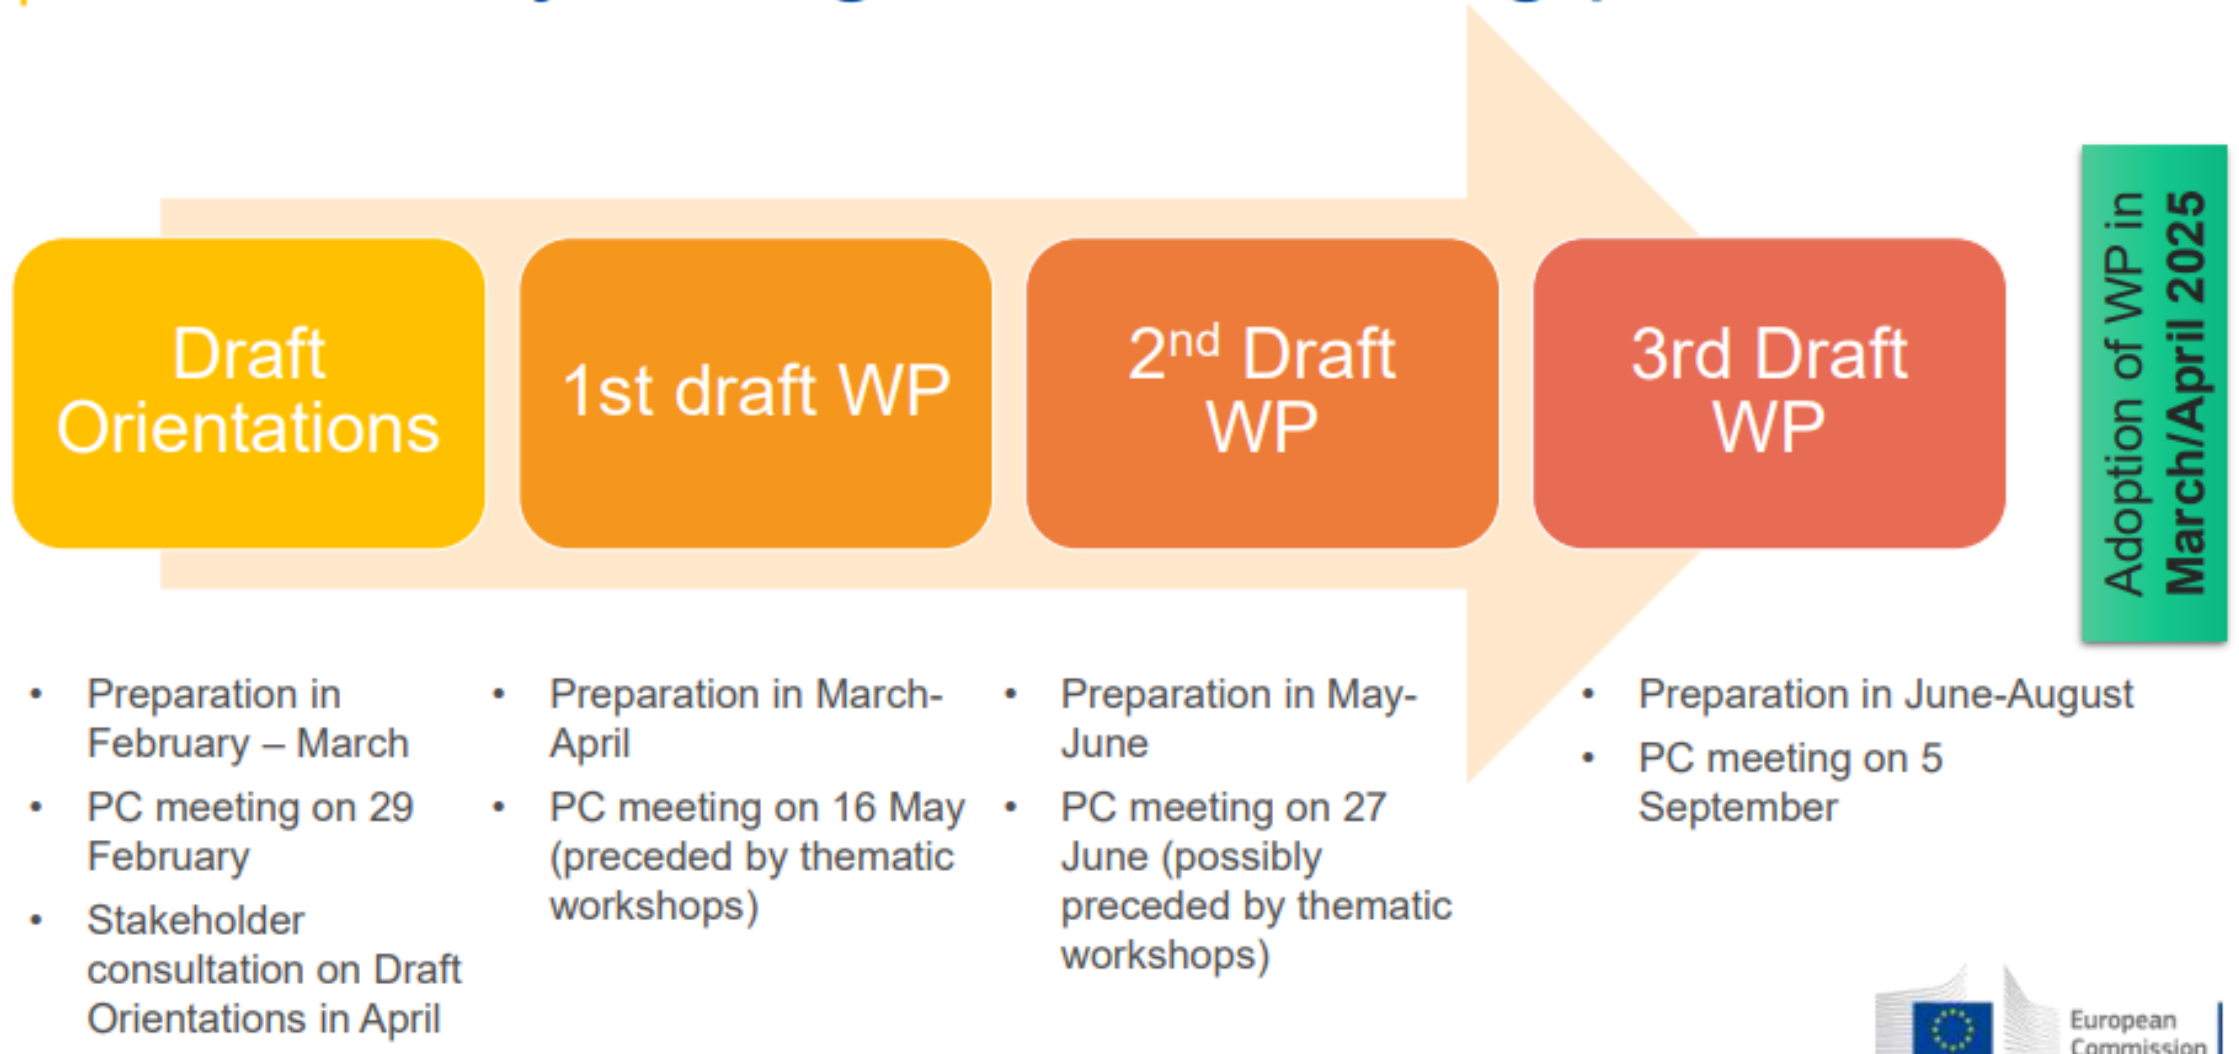 Draft
Orientations
1st draft WP
2nd Draft
WP
3rd Draft
WP
Adoption of WP in
March/April 2025
• Preparation in
February – March
• PC meeting on 29
February
• Stakeholder
consultation on Draft
Orientations in April
• Preparation in March-
April
• PC meeting on 16 May
(preceded by thematic
workshops)
• Preparation in May-
June
• PC meeting on 27
June (possibly
preceded by thematic
workshops)
• Preparation in June-August
• PC meeting on 5
September
European
Commission